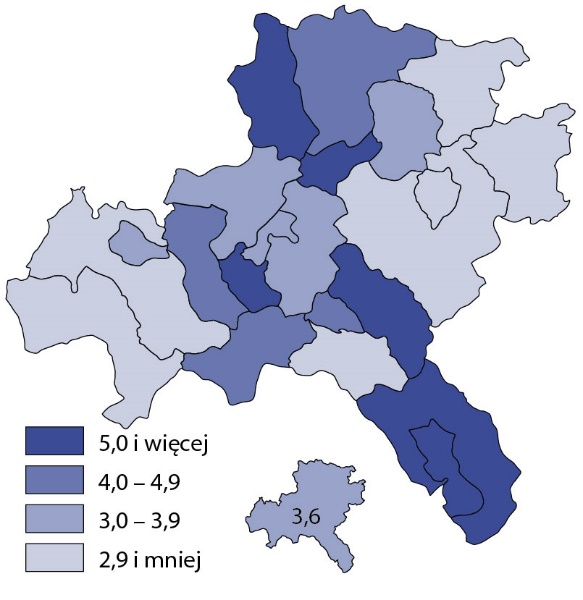 5,0 i więcej
4,0 – 4,9
3,0 – 3,9
2,9 i mniej
3,6